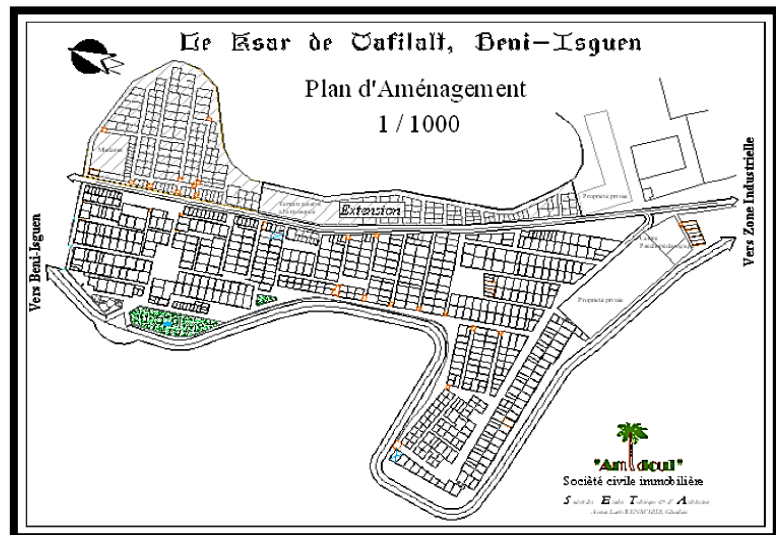 Le Ksar de Tafilalt, Beni-Isguen
Plan d'Aménagement
1 / 1000
Extension
Propriété privée
Vers Beni-Isguen
Vers Zone Industrielle
Propriété privée
"Amidoul"
Société civile immobilière